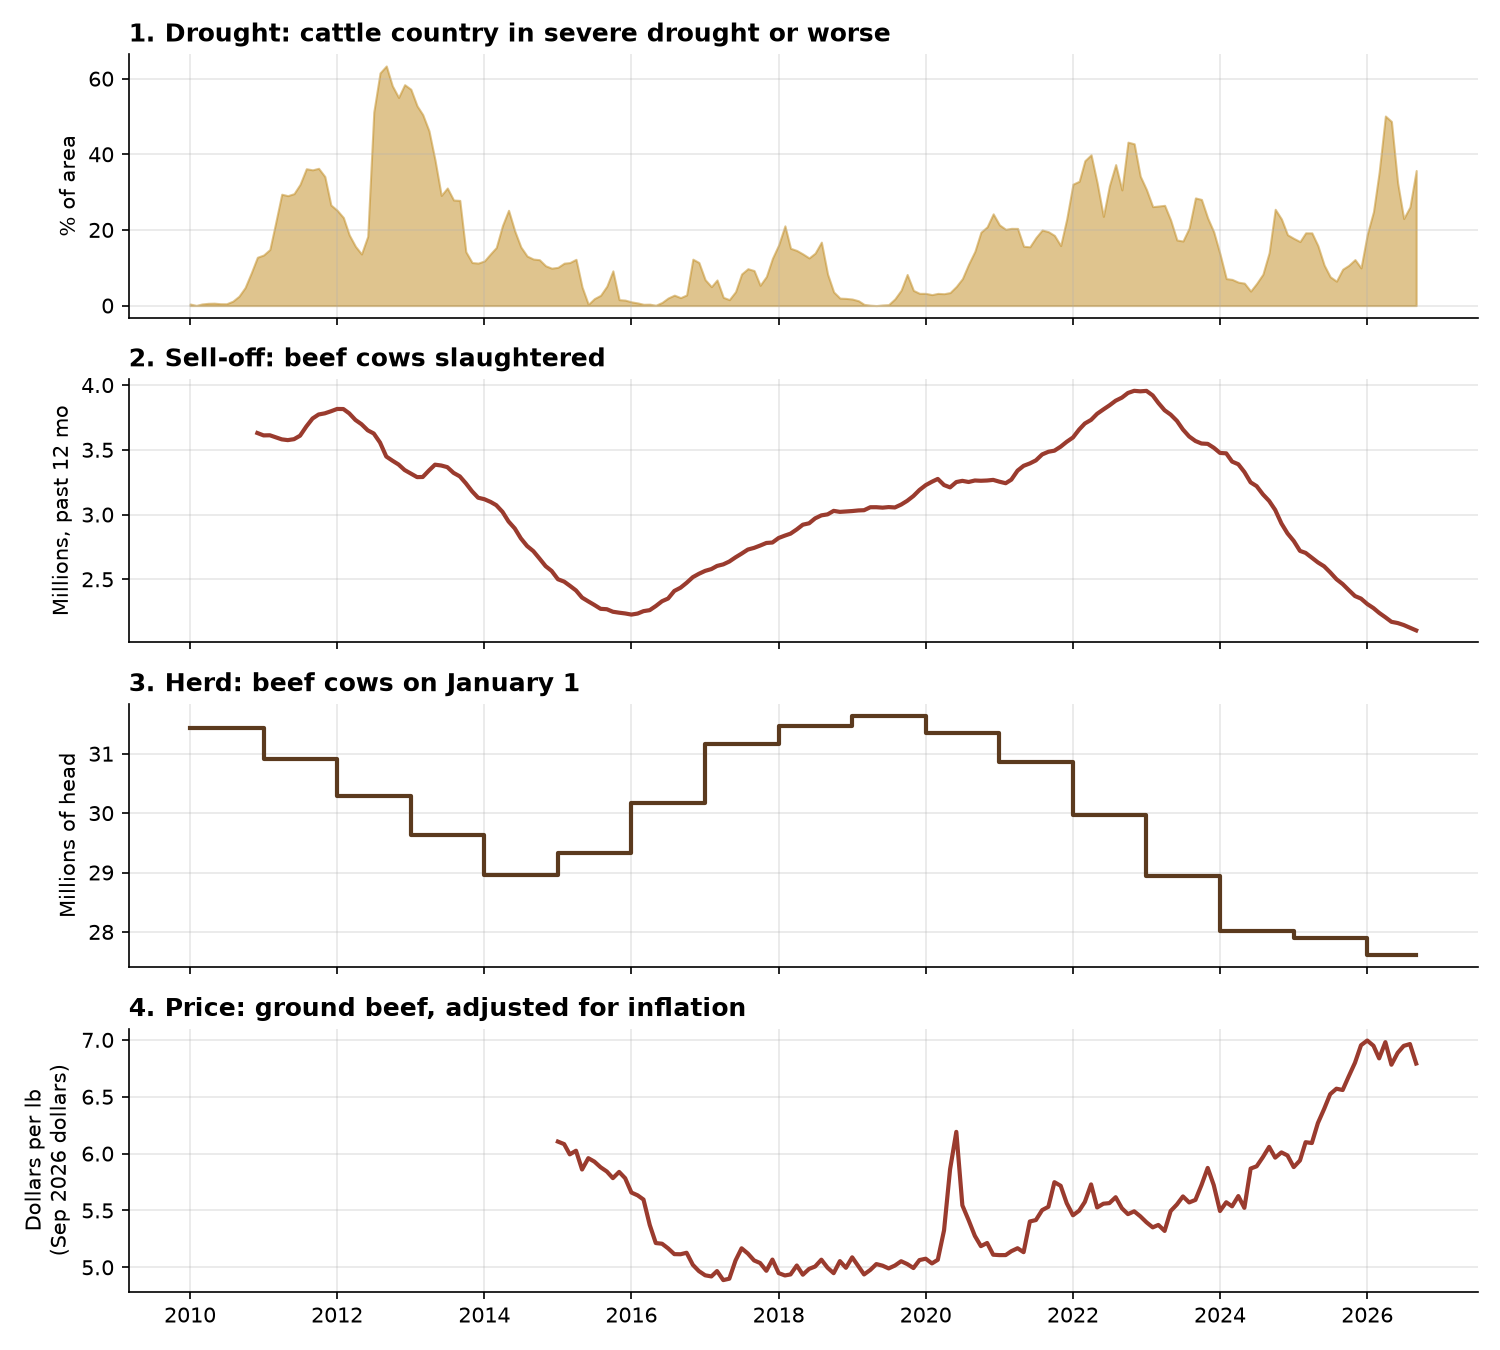 1. Drought: cattle country in severe drought or worse
% of area
60
40
20
0
2. Sell-off: beef cows slaughtered
Millions, past 12 mo
4.0
3.5
3.0
2.5
3. Herd: beef cows on January 1
Millions of head
31
30
29
28
4. Price: ground beef, adjusted for inflation
Dollars per lb
(Sep 2026 dollars)
7.0
6.5
6.0
5.5
5.0
2010 2012 2014 2016 2018 2020 2022 2024 2026